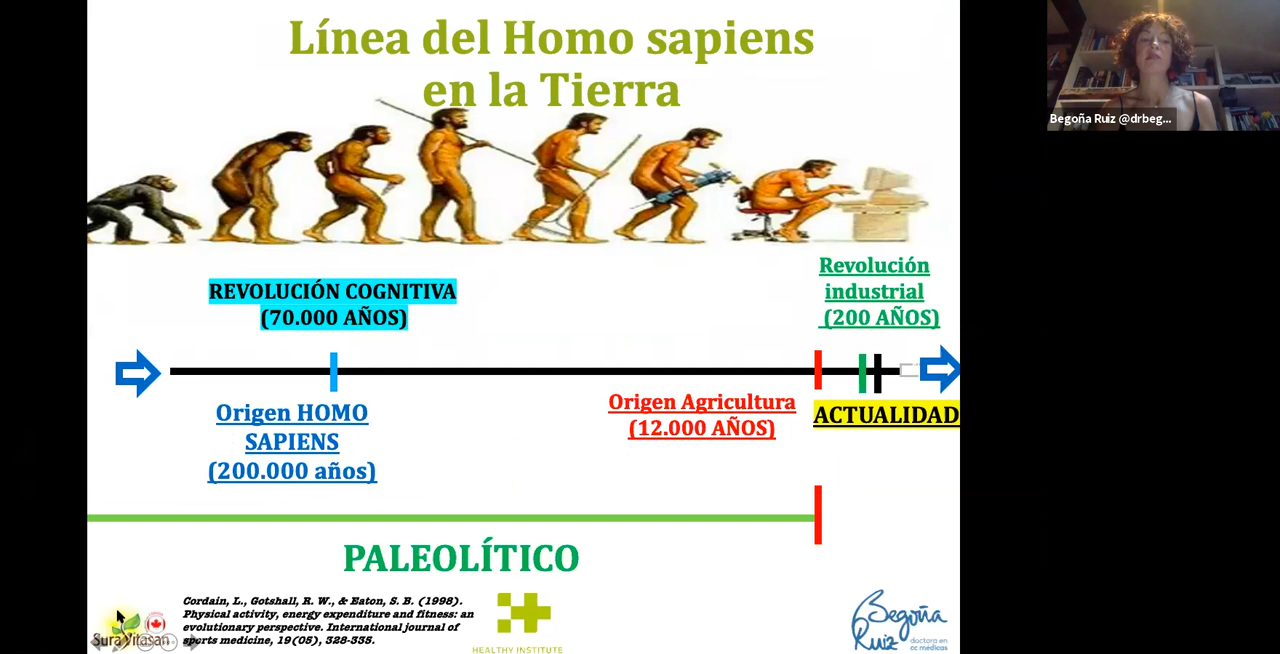 Línea del Homo sapiens
en la Tierra
Begoña Ruiz @drbeg...
REVOLUCIÓN COGNITIVA
(70.000 AÑOS)
Revolución
industrial
(200 AÑOS)
Origen HOMO
SAPIENS
(200.000 años)
Origen Agricultura
(12.000 AÑOS)
ACTUALIDAD
PALEOLÍTICO
Cordain, L., Gotshall, R. W., & Eaton, S. B. (1998).
Physical activity, energy expenditure and fitness: an
evolutionary perspective. International journal of
sports medicine, 19(05), 328-335.
Sura Vitasan
HEALTHY INSTITUTE
Begoña
Ruiz
doctora en
cc.médicas